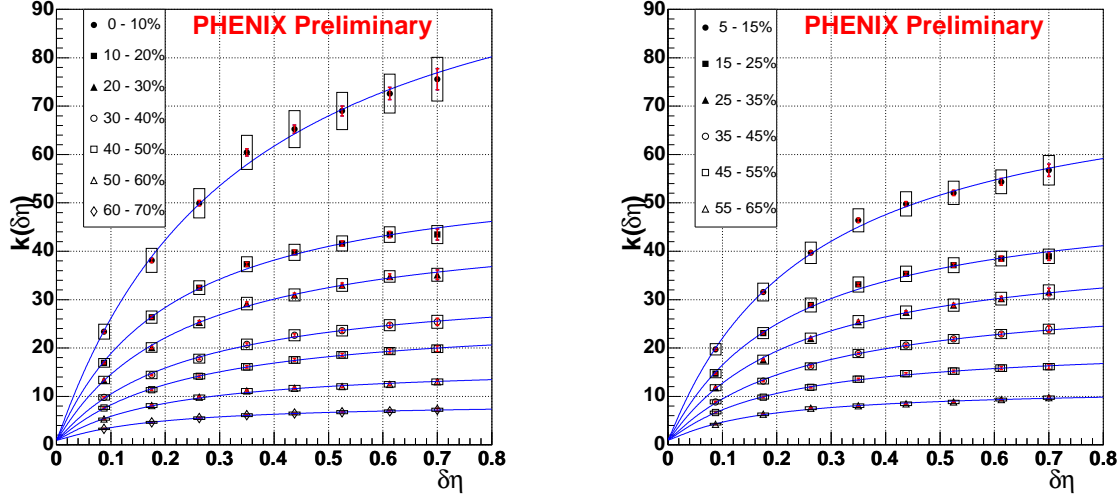 PHENIX Preliminary
90
80
70
60
50
40
30
20
10
0
k(δη)
0 - 10%
10 - 20%
20 - 30%
30 - 40%
40 - 50%
50 - 60%
60 - 70%
0 0.1 0.2 0.3 0.4 0.5 0.6 0.7 0.8
δη
PHENIX Preliminary
90
80
70
60
50
40
30
20
10
0
k(δη)
5 - 15%
15 - 25%
25 - 35%
35 - 45%
45 - 55%
55 - 65%
0 0.1 0.2 0.3 0.4 0.5 0.6 0.7 0.8
δη